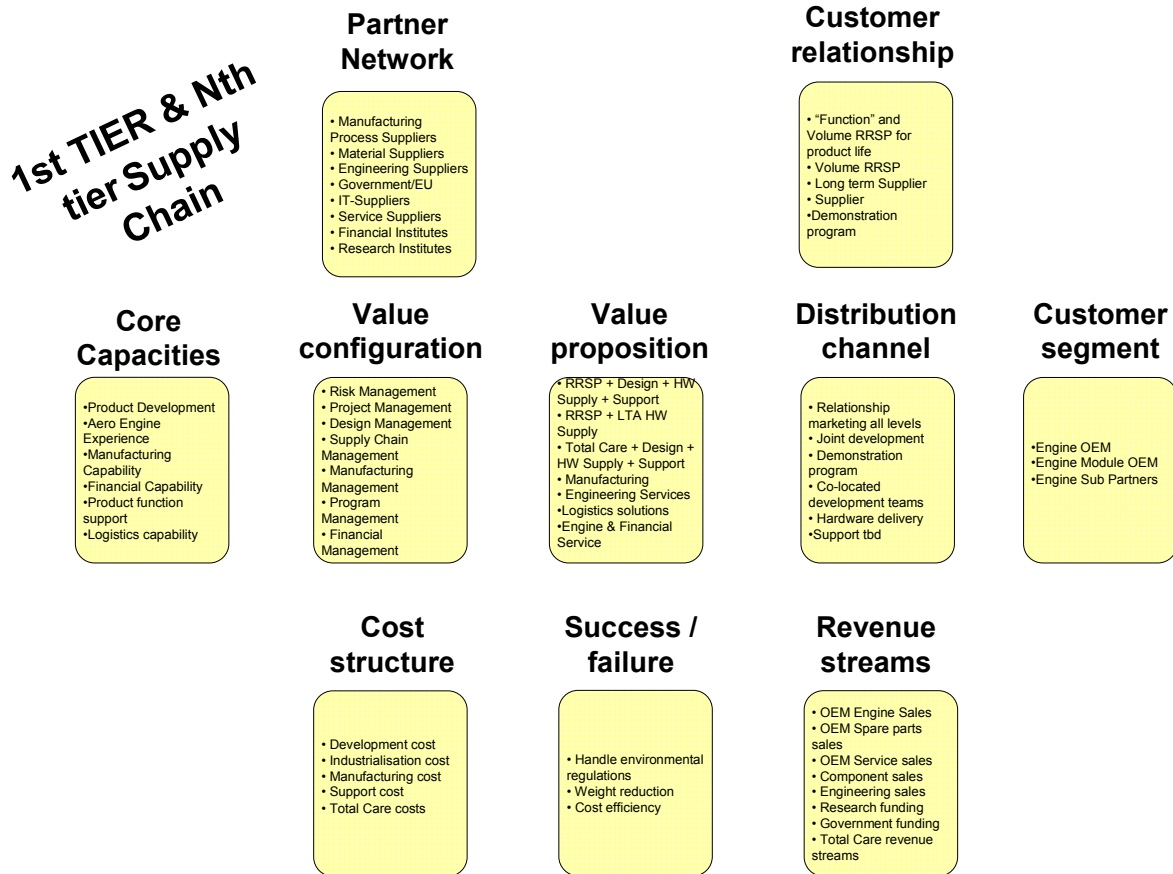 1st TIER & Nth
tier Supply
Chain
Partner
Network
• Manufacturing
Process Suppliers
• Material Suppliers
• Engineering Suppliers
• Government/EU
• IT-Suppliers
• Service Suppliers
• Financial Institutes
• Research Institutes
Customer
relationship
• “Function” and
Volume RRSP for
product life
• Volume RRSP
• Long term Supplier
• Supplier
•Demonstration
program
Core
Capacities
•Product Development
•Aero Engine
Experience
•Manufacturing
Capability
•Financial Capability
•Product function
support
•Logistics capability
Value
configuration
• Risk Management
• Project Management
• Design Management
• Supply Chain
Management
• Manufacturing
Management
• Program
Management
• Financial
Management
Value
proposition
• RRSP + Design + HW
Supply + Support
• RRSP + LTA HW
Supply
• Total Care + Design +
HW Supply + Support
• Manufacturing
• Engineering Services
•Logistics solutions
•Engine & Financial
Service
Distribution
channel
• Relationship
marketing all levels
• Joint development
• Demonstration
program
• Co-located
development teams
• Hardware delivery
•Support tbd
Customer
segment
•Engine OEM
•Engine Module OEM
•Engine Sub Partners
Cost
structure
• Development cost
• Industrialisation cost
• Manufacturing cost
• Support cost
• Total Care costs
Success /
failure
• Handle environmental
regulations
• Weight reduction
• Cost efficiency
Revenue
streams
• OEM Engine Sales
• OEM Spare parts
sales
• OEM Service sales
• Component sales
• Engineering sales
• Research funding
• Government funding
• Total Care revenue
streams